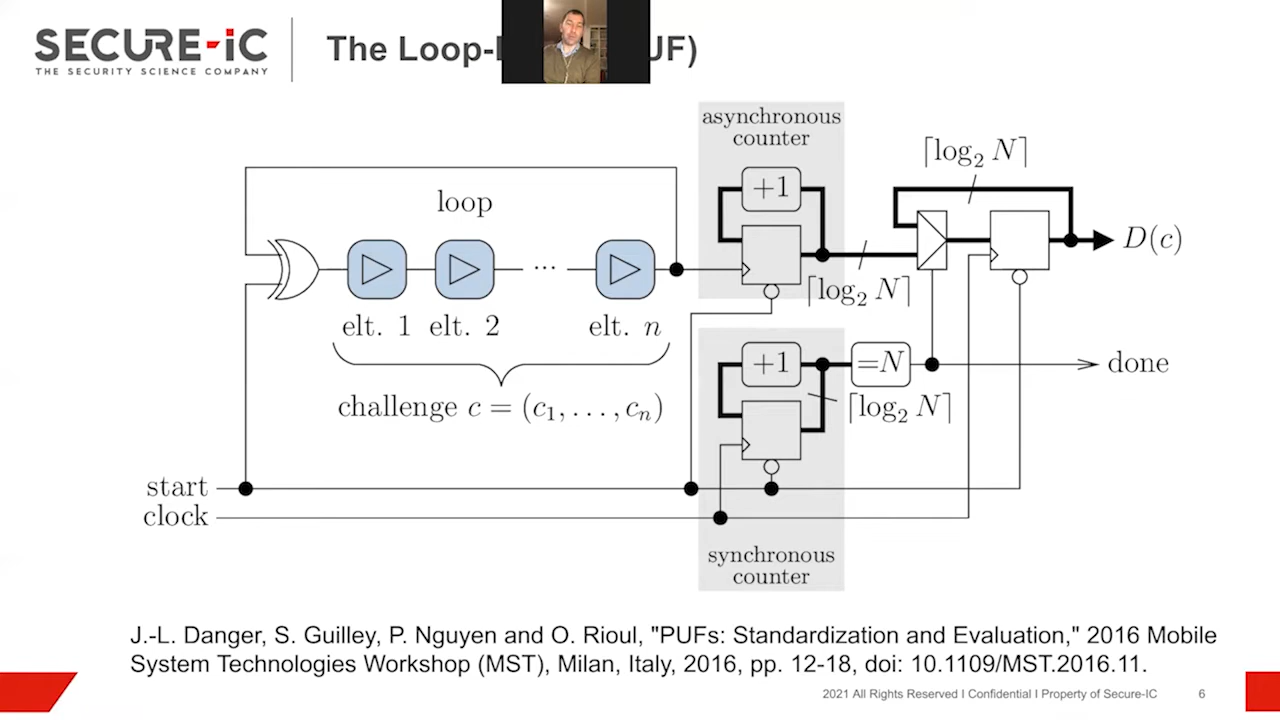 SECURE-IC
THE SECURITY SCIENCE COMPANY
The Loop-
UF)
asynchronous
counter
+1
⌈log₂ N⌉
loop
D(c)
⌈log₂ N⌉
...
elt. 1 elt. 2 elt. n
+1
=N
done
challenge c = (c₁, . . . , cₙ)
⌈log₂ N⌉
start
clock
synchronous
counter
J.-L. Danger, S. Guilley, P. Nguyen and O. Rioul, "PUFs: Standardization and Evaluation," 2016 Mobile
System Technologies Workshop (MST), Milan, Italy, 2016, pp. 12-18, doi: 10.1109/MST.2016.11.
2021 All Rights Reserved I Confidential I Property of Secure-IC 6